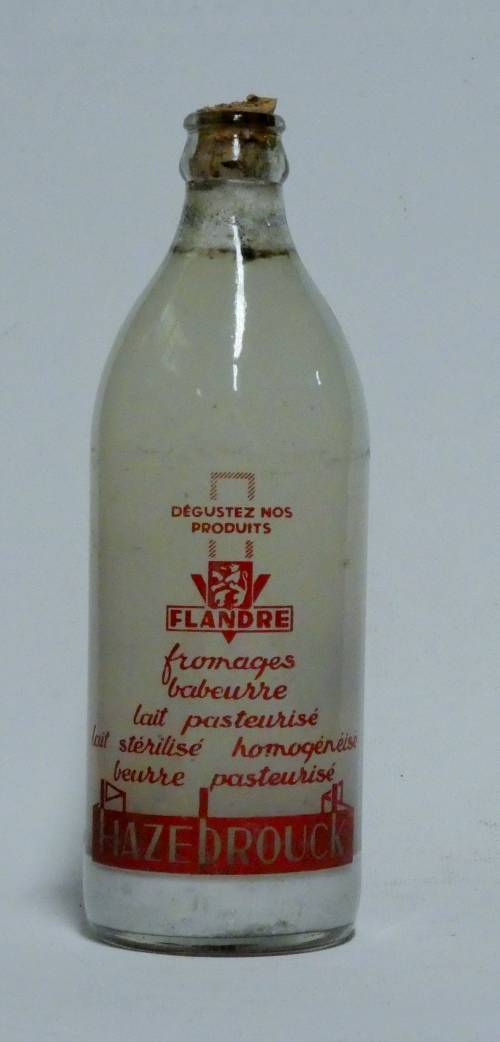 DÉGUSTEZ NOS
PRODUITS
FLANDRE
fromages
babeurre
lait pasteurisé
lait stérilisé homogénéisé
beurre pasteurisé
HAZEBROUCK